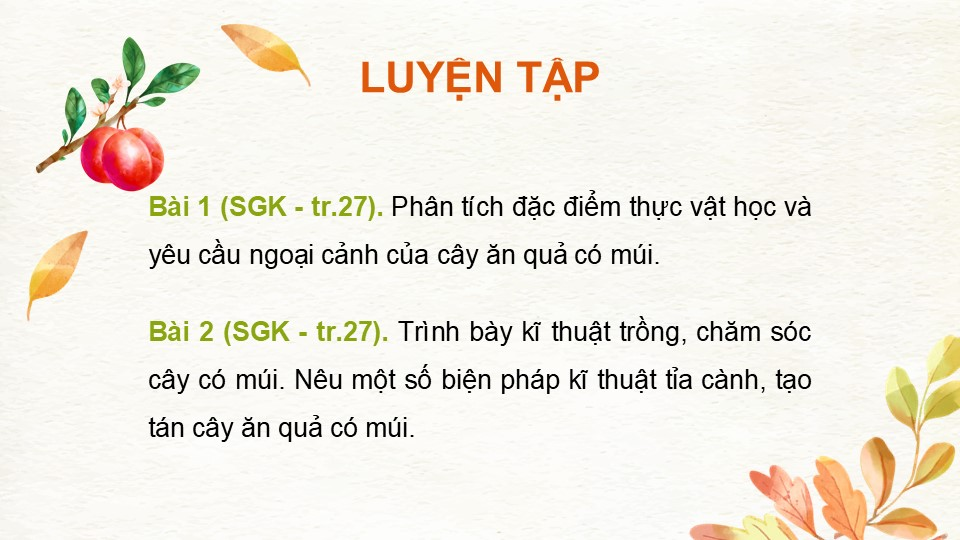 LUYỆN TẬP
Bài 1 (SGK - tr.27). Phân tích đặc điểm thực vật học và
yêu cầu ngoại cảnh của cây ăn quả có múi.
Bài 2 (SGK - tr.27). Trình bày kĩ thuật trồng, chăm sóc
cây có múi. Nêu một số biện pháp kĩ thuật tỉa cành, tạo
tán cây ăn quả có múi.